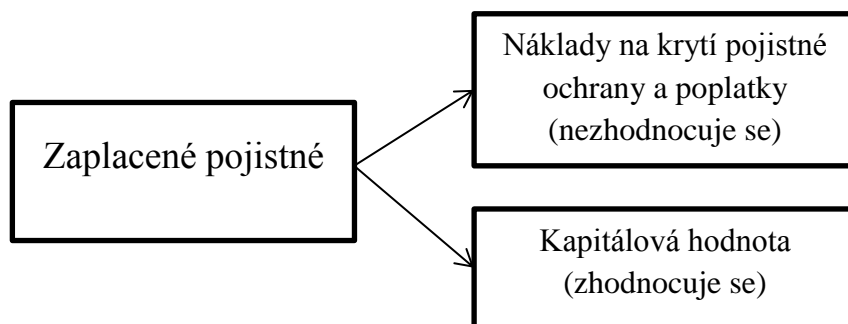 Zaplacené pojistné
Náklady na krytí pojistné
ochrany a poplatky
(nezhodnocuje se)
Kapitálová hodnota
(zhodnocuje se)